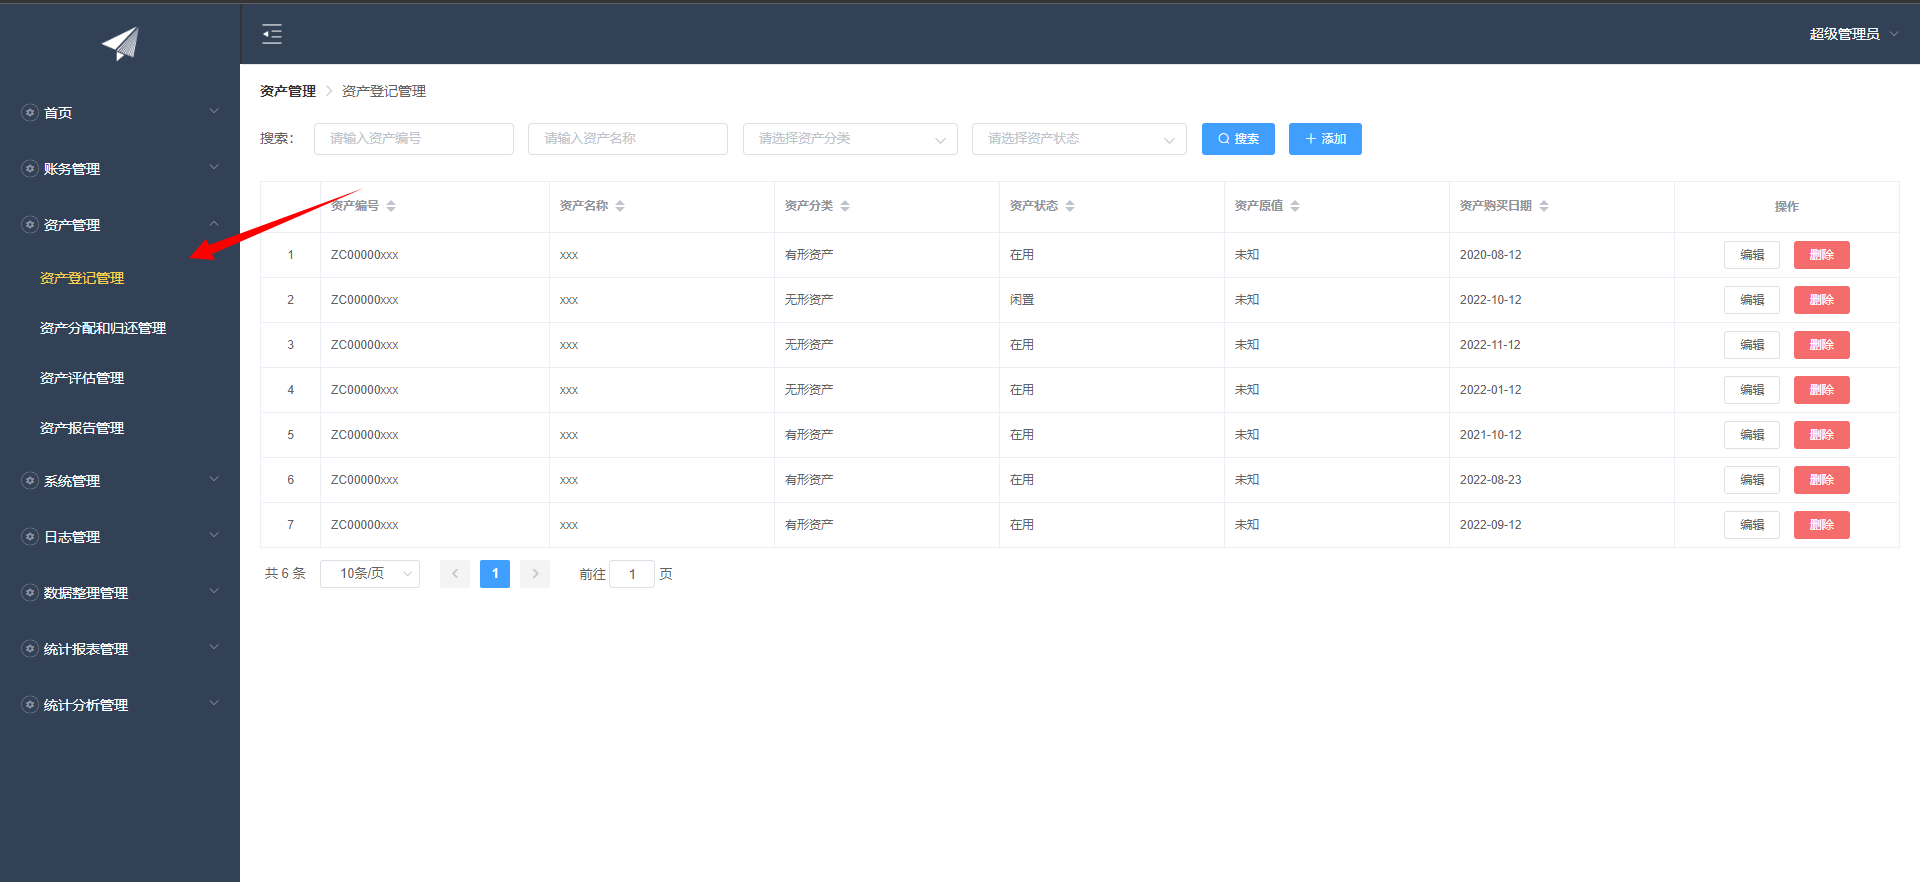 超级管理员
首页
账务管理
资产管理
资产登记管理
资产分配和归还管理
资产评估管理
资产报告管理
系统管理
日志管理
数据整理管理
统计报表管理
统计分析管理
资产管理 资产登记管理
搜索： 请输入资产编号 请输入资产名称 请选择资产分类 请选择资产状态 搜索 添加
资产编号 资产名称 资产分类 资产状态 资产原值 资产购买日期 操作
1 ZC00000xxx xxx 有形资产 在用 未知 2020-08-12 编辑 删除
2 ZC00000xxx xxx 无形资产 闲置 未知 2022-10-12 编辑 删除
3 ZC00000xxx xxx 无形资产 在用 未知 2022-11-12 编辑 删除
4 ZC00000xxx xxx 无形资产 在用 未知 2022-01-12 编辑 删除
5 ZC00000xxx xxx 有形资产 在用 未知 2021-10-12 编辑 删除
6 ZC00000xxx xxx 有形资产 在用 未知 2022-08-23 编辑 删除
7 ZC00000xxx xxx 有形资产 在用 未知 2022-09-12 编辑 删除
共 6 条 10条/页 1 前往 1 页